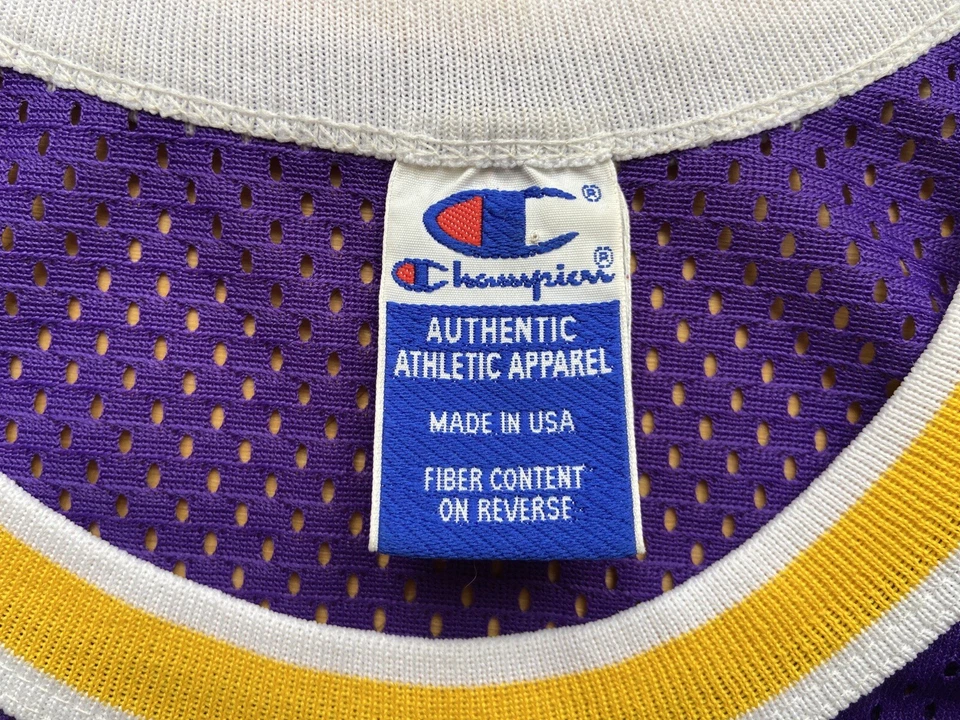 ®
Champion®
AUTHENTIC
ATHLETIC APPAREL
MADE IN USA
FIBER CONTENT
ON REVERSE